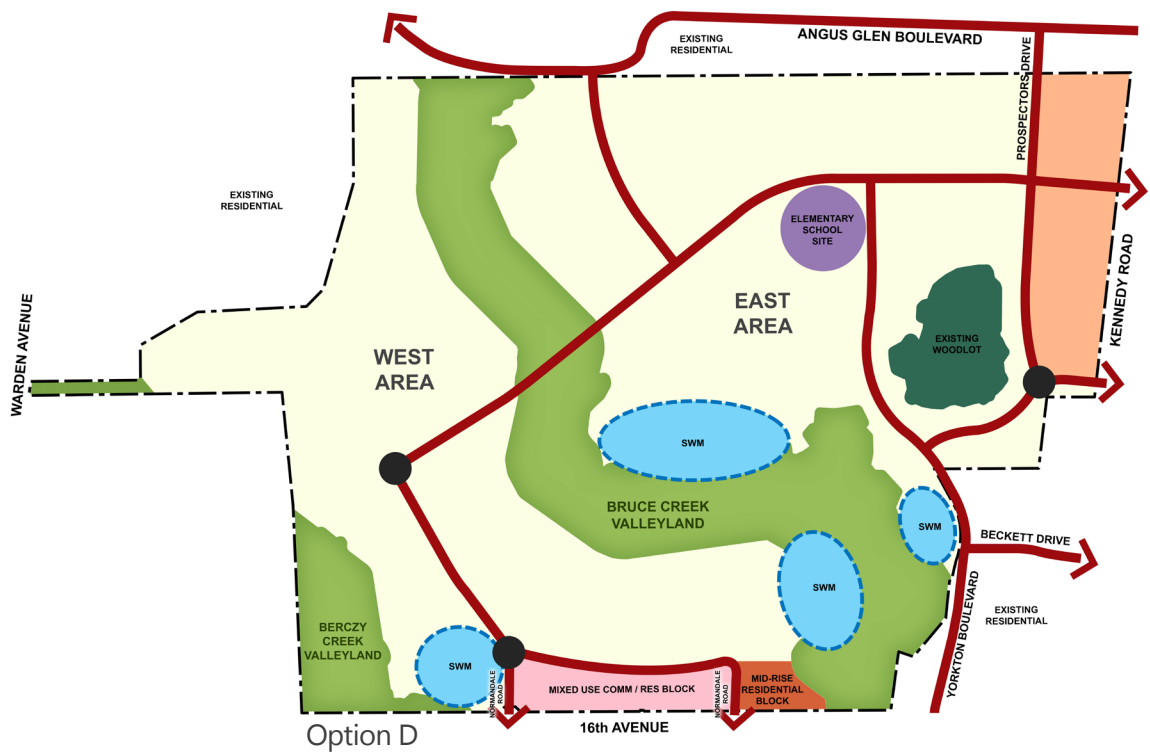 ANGUS GLEN BOULEVARD
EXISTING
RESIDENTIAL
PROSPECTORS DRIVE
EXISTING
RESIDENTIAL
ELEMENTARY
SCHOOL
SITE
KENNEDY ROAD
EAST
AREA
EXISTING
WOODLOT
WARDEN AVENUE
WEST
AREA
SWM
BRUCE CREEK
VALLEYLAND
SWM
BECKETT DRIVE
SWM
YORKTON BOULEVARD
EXISTING
RESIDENTIAL
BERCZY
CREEK
VALLEYLAND
SWM
NORMANDALE
ROAD
MIXED USE COMM / RES BLOCK
NORMANDALE
ROAD
MID-RISE
RESIDENTIAL
BLOCK
16th AVENUE
Option D